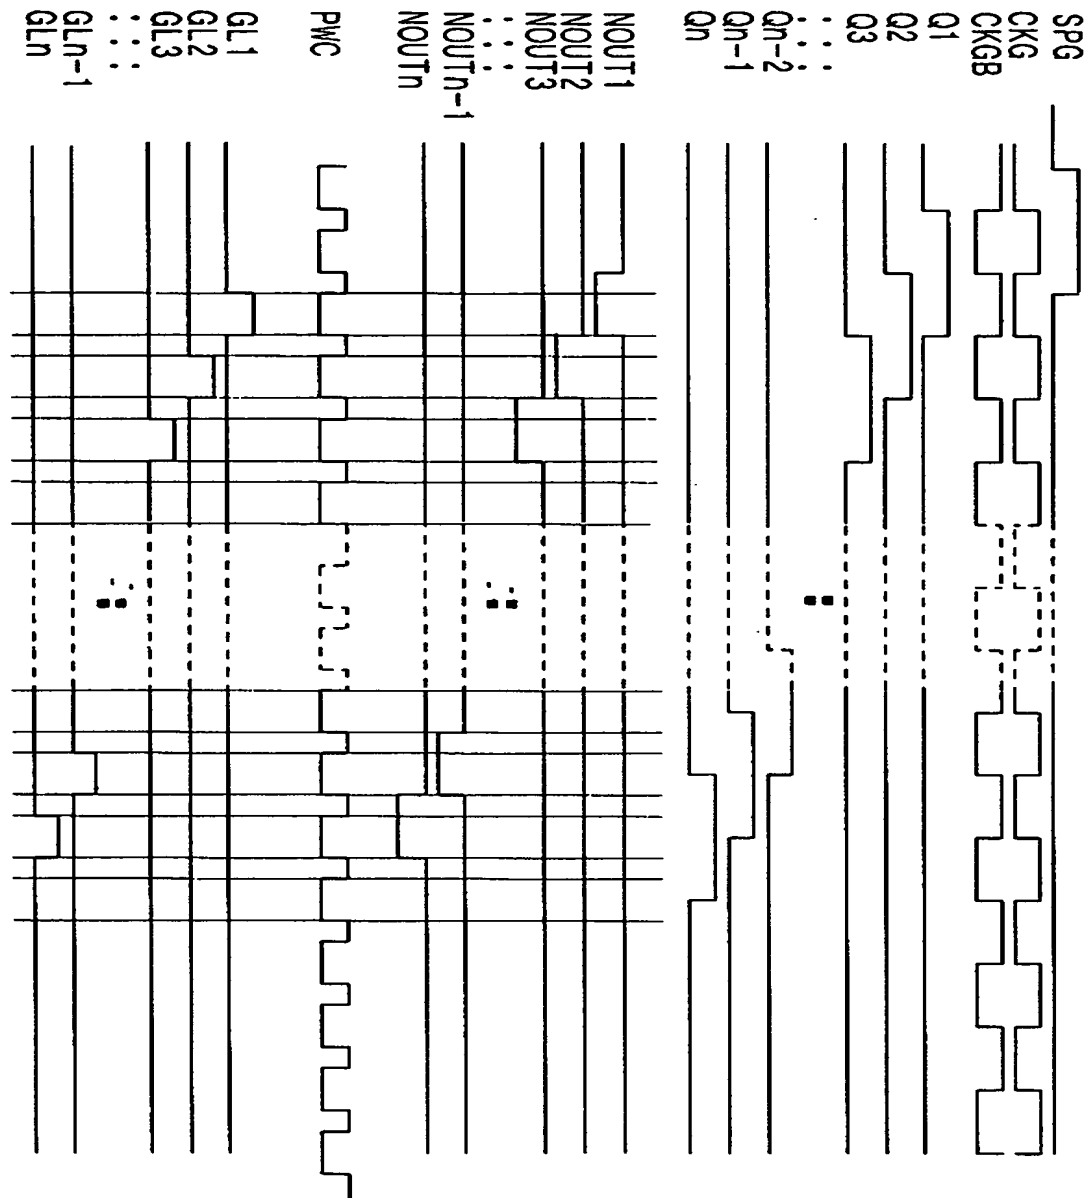 SPG
CKG
CKGB
Q1
Q2
Q3
Qn-2
Qn-1
Qn
NOUT1
NOUT2
NOUT3
NOUTn-1
NOUTn
PWC
GL1
GL2
GL3
GLn-1
GLn